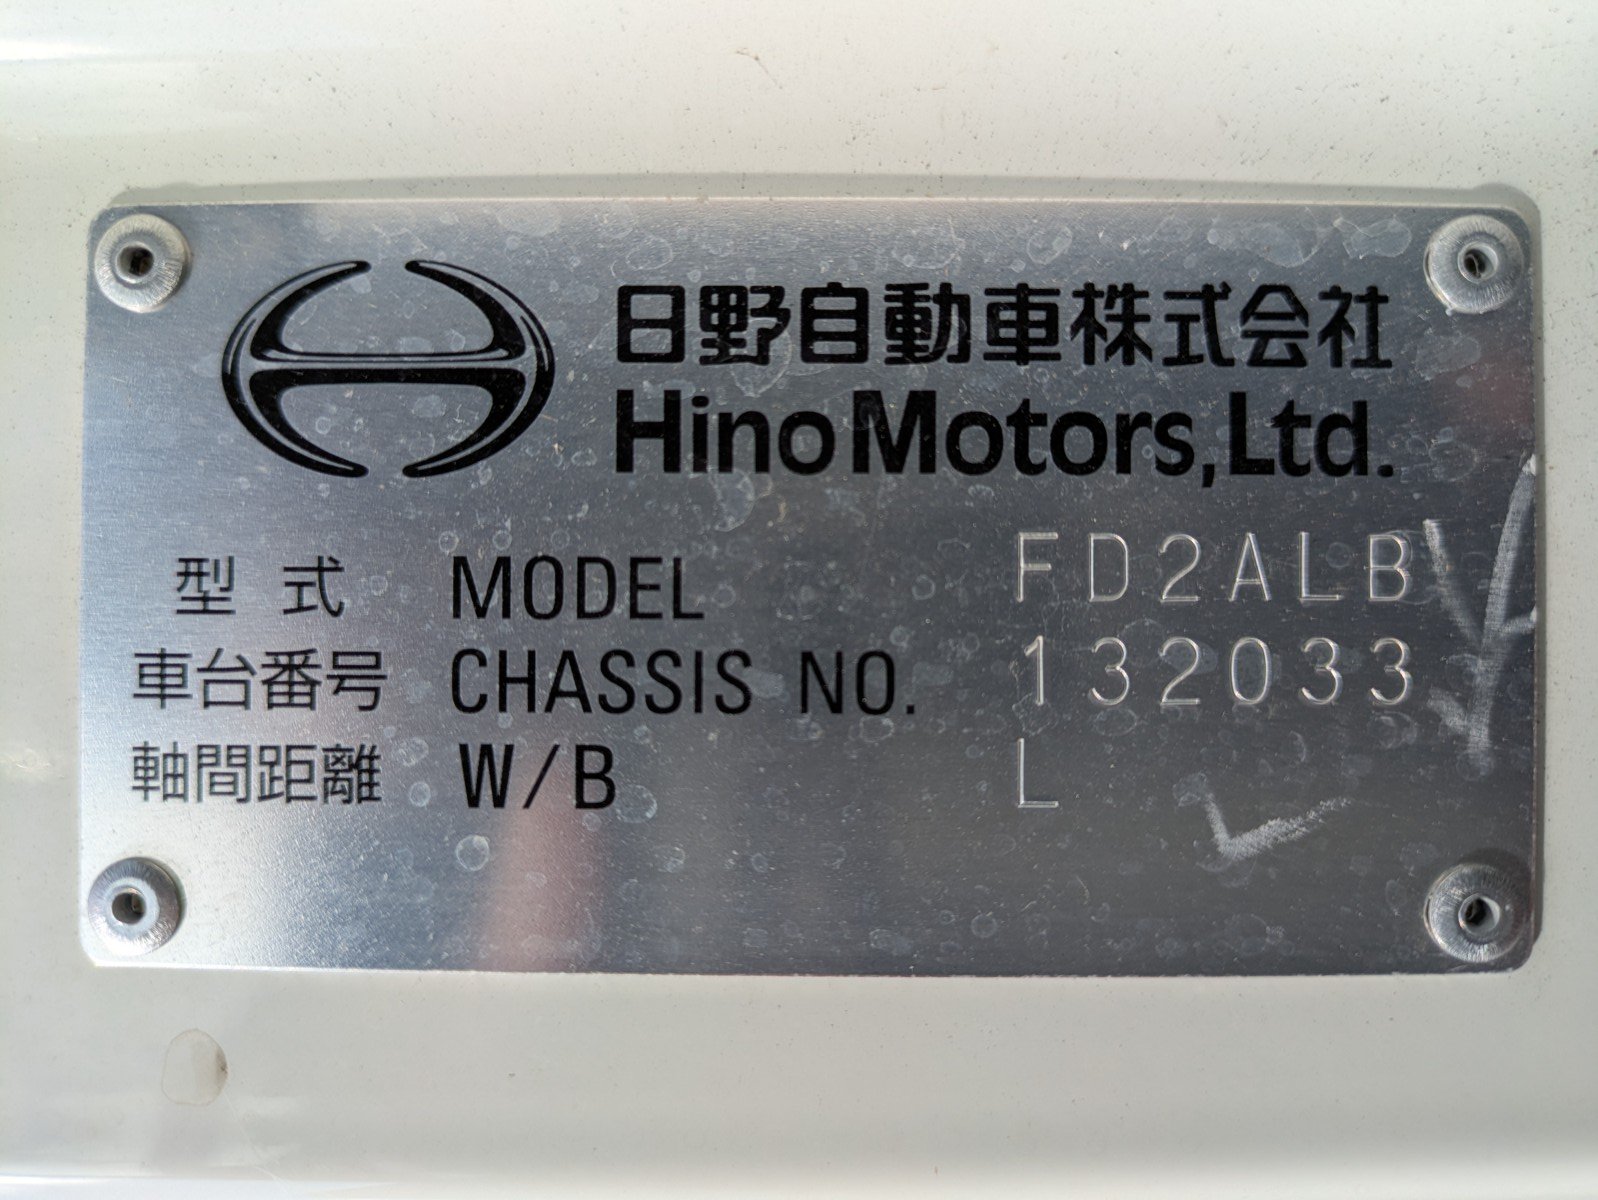 日野自動車株式会社
Hino Motors, Ltd.
型 式 MODEL FD2ALB
車台番号 CHASSIS NO. 132033
軸間距離 W/B L